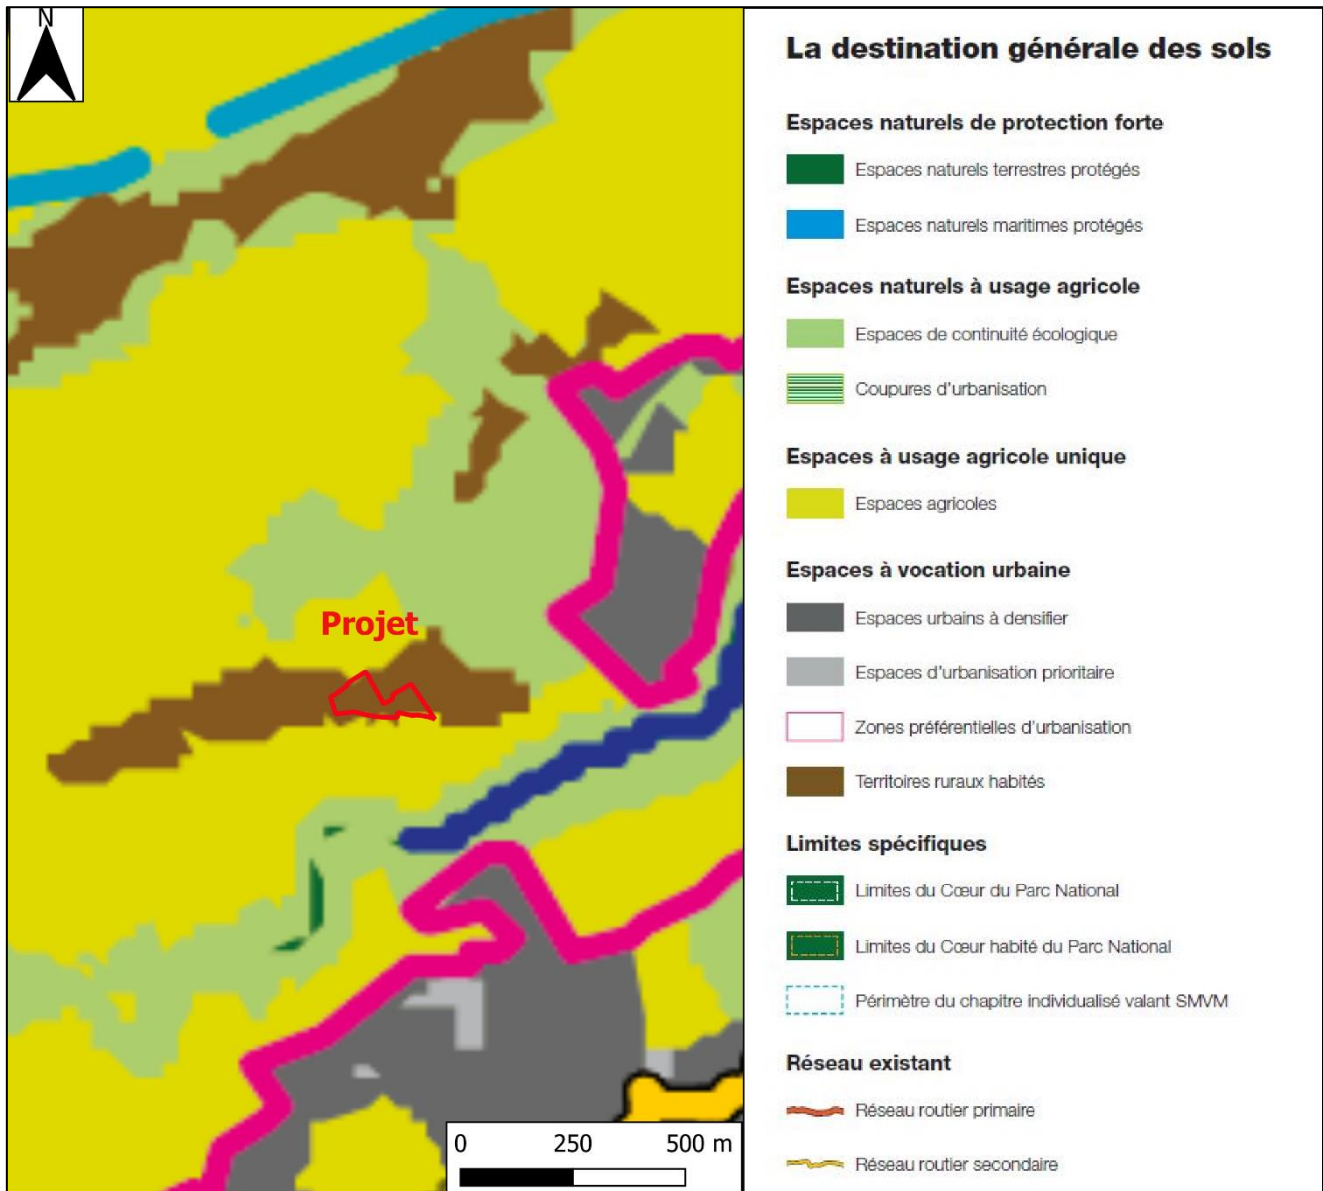 N
Projet
0 250 500 m
La destination générale des sols
Espaces naturels de protection forte
Espaces naturels terrestres protégés
Espaces naturels maritimes protégés
Espaces naturels à usage agricole
Espaces de continuité écologique
Coupures d'urbanisation
Espaces à usage agricole unique
Espaces agricoles
Espaces à vocation urbaine
Espaces urbains à densifier
Espaces d'urbanisation prioritaire
Zones préférentielles d'urbanisation
Territoires ruraux habités
Limites spécifiques
Limites du Cœur du Parc National
Limites du Cœur habité du Parc National
Périmètre du chapitre individualisé valant SMVM
Réseau existant
Réseau routier primaire
Réseau routier secondaire